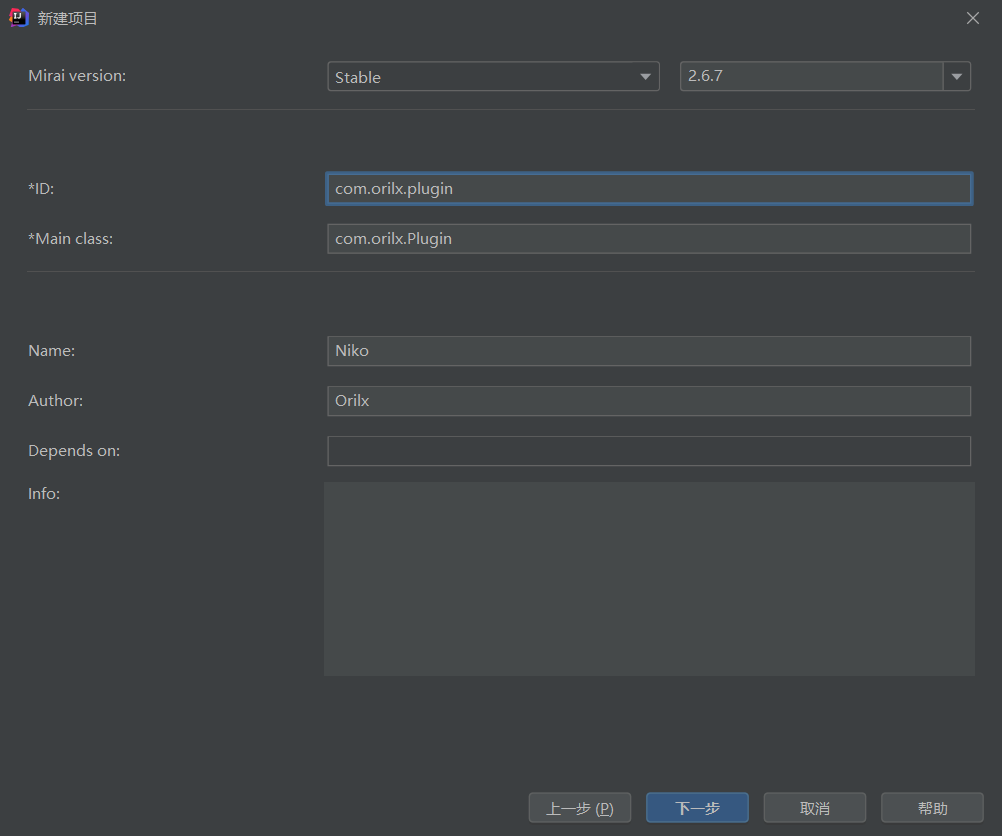 新建项目
Mirai version: Stable 2.6.7
*ID: com.orilx.plugin
*Main class: com.orilx.Plugin
Name: Niko
Author: Orilx
Depends on:
Info:
上一步 (P) 下一步 取消 帮助